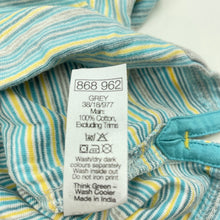 868 962
GREY
38/18/977
Main:
100% Cotton,
Excluding Trims
Wash/dry dark
colours separately
Wash inside out
Do not iron print
Think Green –
Wash Cooler
Made in India